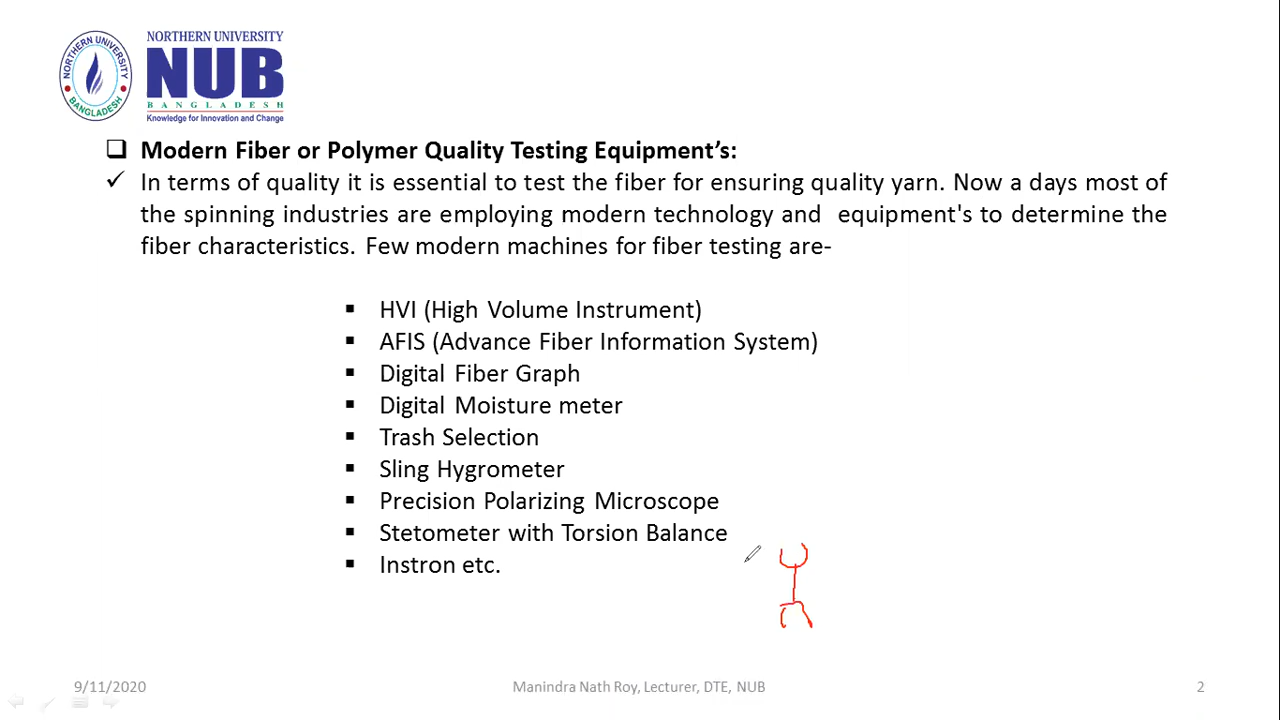 NORTHERN UNIVERSITY
BANGLADESH
NORTHERN UNIVERSITY
NUB
BANGLADESH
Knowledge for Innovation and Change
Modern Fiber or Polymer Quality Testing Equipment’s:
In terms of quality it is essential to test the fiber for ensuring quality yarn. Now a days most of
the spinning industries are employing modern technology and equipment's to determine the
fiber characteristics. Few modern machines for fiber testing are-
HVI (High Volume Instrument)
AFIS (Advance Fiber Information System)
Digital Fiber Graph
Digital Moisture meter
Trash Selection
Sling Hygrometer
Precision Polarizing Microscope
Stetometer with Torsion Balance
Instron etc.
9/11/2020
Manindra Nath Roy, Lecturer, DTE, NUB
2